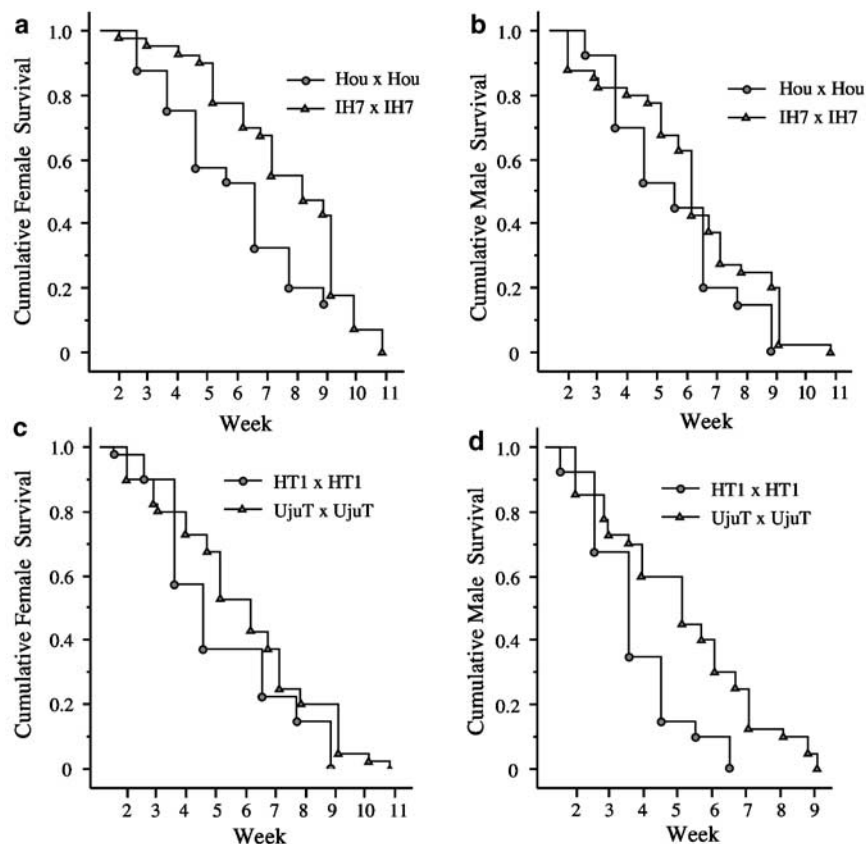 a
Cumulative Female Survival
1.0
0.8
0.6
0.4
0.2
0
Hou x Hou
IH7 x IH7
2 3 4 5 6 7 8 9 10 11
Week
b
Cumulative Male Survival
1.0
0.8
0.6
0.4
0.2
0
Hou x Hou
IH7 x IH7
2 3 4 5 6 7 8 9 10 11
Week
c
Cumulative Female Survival
1.0
0.8
0.6
0.4
0.2
0
HT1 x HT1
UjuT x UjuT
2 3 4 5 6 7 8 9 10 11
Week
d
Cumulative Male Survival
1.0
0.8
0.6
0.4
0.2
0
HT1 x HT1
UjuT x UjuT
2 3 4 5 6 7 8 9
Week